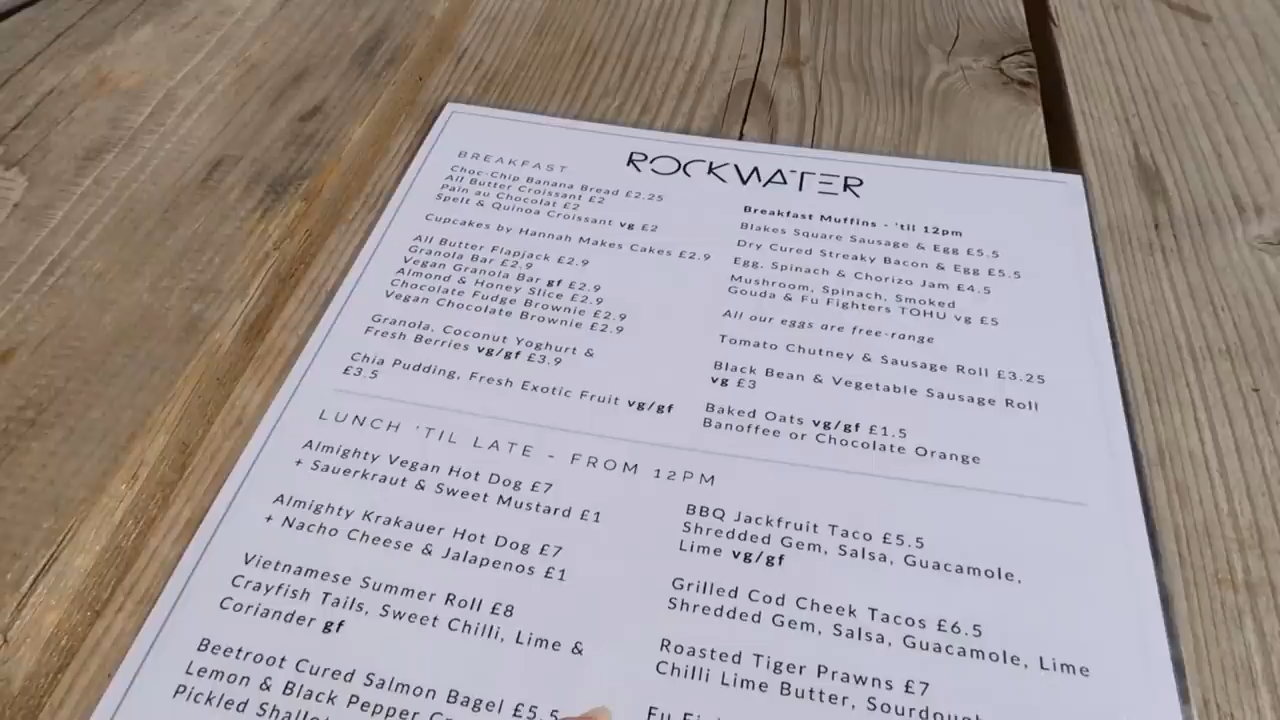 ROCKWATER
BREAKFAST
Choc-Chip Banana Bread £2.25
All Butter Croissant £2
Pain au Chocolat £2
Spelt & Quinoa Croissant vg £2
Cupcakes by Hannah Makes Cakes £2.9
All Butter Flapjack £2.9
Granola Bar £2.9
Vegan Granola Bar gf £2.9
Almond & Honey Slice £2.9
Chocolate Fudge Brownie £2.9
Vegan Chocolate Brownie £2.9
Granola, Coconut Yoghurt &
Fresh Berries vg/gf £3.9
Chia Pudding, Fresh Exotic Fruit vg/gf
£3.5
Breakfast Muffins - 'til 12pm
Blakes Square Sausage & Egg £5.5
Dry Cured Streaky Bacon & Egg £5.5
Egg, Spinach & Chorizo Jam £4.5
Mushroom, Spinach, Smoked
Gouda & Fu Fighters TOHU vg £5
All our eggs are free-range
Tomato Chutney & Sausage Roll £3.25
Black Bean & Vegetable Sausage Roll
vg £3
Baked Oats vg/gf £1.5
Banoffee or Chocolate Orange
LUNCH 'TIL LATE - FROM 12PM
Almighty Vegan Hot Dog £7
+ Sauerkraut & Sweet Mustard £1
Almighty Krakauer Hot Dog £7
+ Nacho Cheese & Jalapenos £1
Vietnamese Summer Roll £8
Crayfish Tails, Sweet Chilli, Lime &
Coriander gf
Beetroot Cured Salmon Bagel £5.5
Lemon & Black Pepper
Pickled
BBQ Jackfruit Taco £5.5
Shredded Gem, Salsa, Guacamole,
Lime vg/gf
Grilled Cod Cheek Tacos £6.5
Shredded Gem, Salsa, Guacamole, Lime
Roasted Tiger Prawns £7
Chilli Lime Butter,
Fu